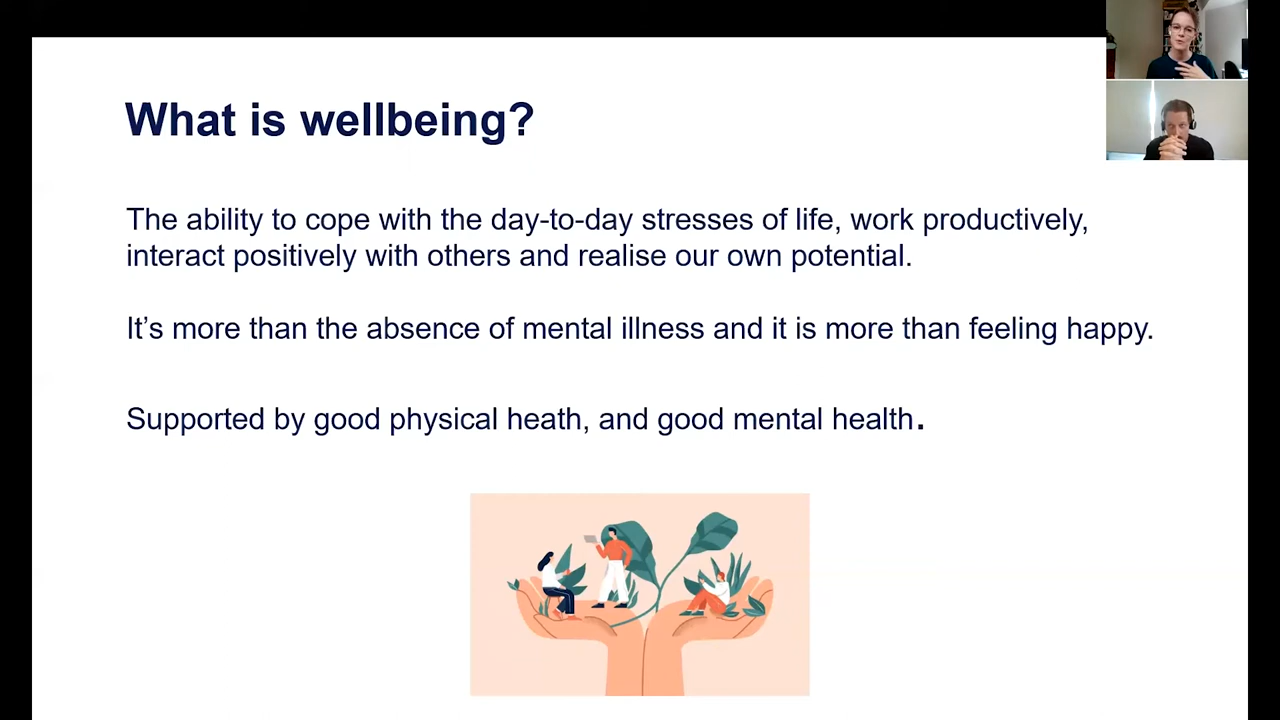 What is wellbeing?
The ability to cope with the day-to-day stresses of life, work productively,
interact positively with others and realise our own potential.
It’s more than the absence of mental illness and it is more than feeling happy.
Supported by good physical heath, and good mental health.